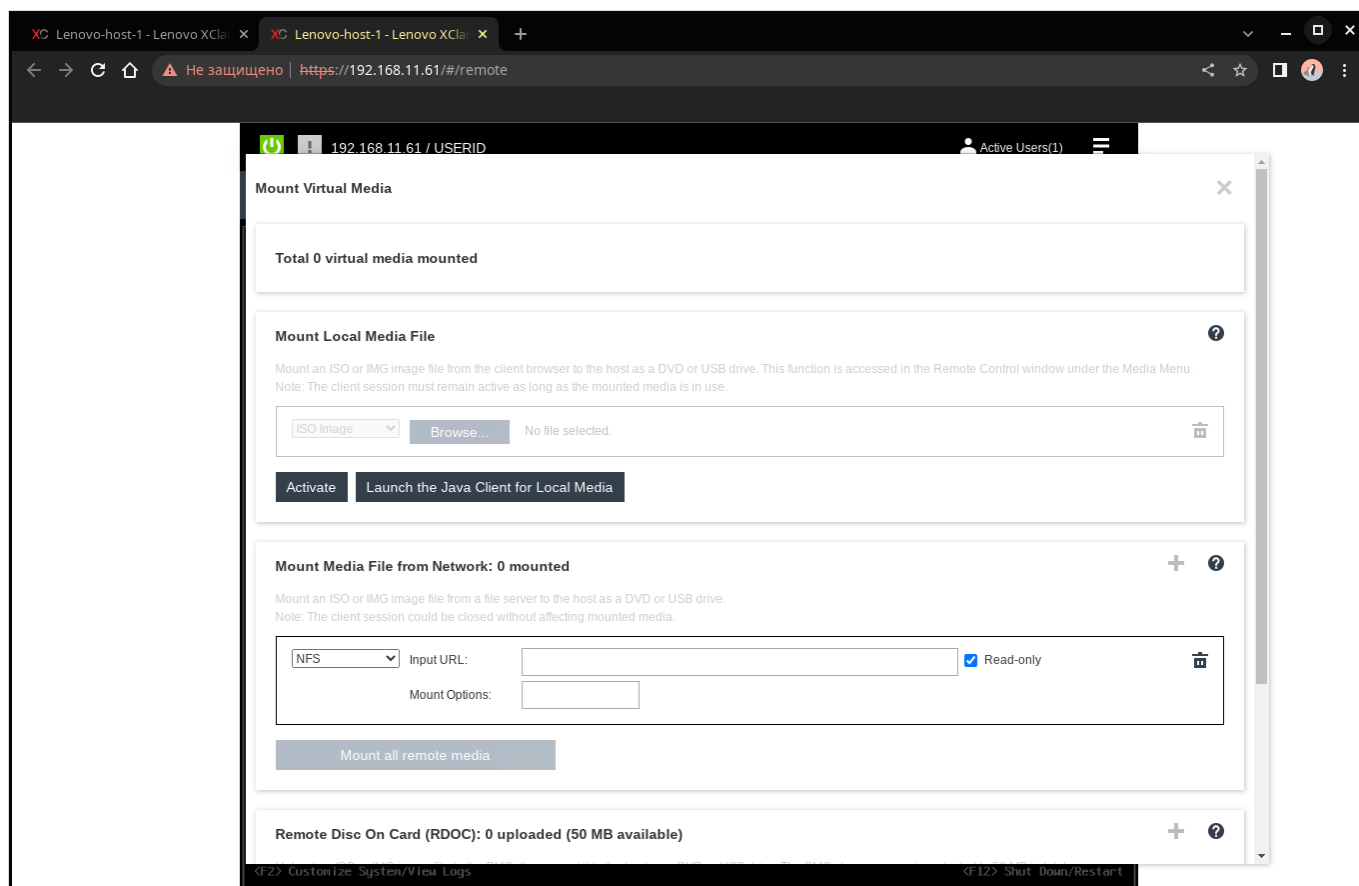 XC Lenovo-host-1 - Lenovo XCla
XC Lenovo-host-1 - Lenovo XClar
Не защищено https://192.168.11.61/#/remote
192.168.11.61 / USERID
Active Users(1)
Mount Virtual Media
Total 0 virtual media mounted
Mount Local Media File
Mount an ISO or IMG image file from the client browser to the host as a DVD or USB drive. This function is accessed in the Remote Control window under the Media Menu.
Note: The client session must remain active as long as the mounted media is in use.
ISO Image
Browse...
No file selected.
Activate
Launch the Java Client for Local Media
Mount Media File from Network: 0 mounted
Mount an ISO or IMG image file from a file server to the host as a DVD or USB drive.
Note: The client session could be closed without affecting mounted media.
NFS
Input URL:
Read-only
Mount Options:
Mount all remote media
Remote Disc On Card (RDOC): 0 uploaded (50 MB available)
<F2> Customize System/View Logs
<F12> Shut Down/Restart